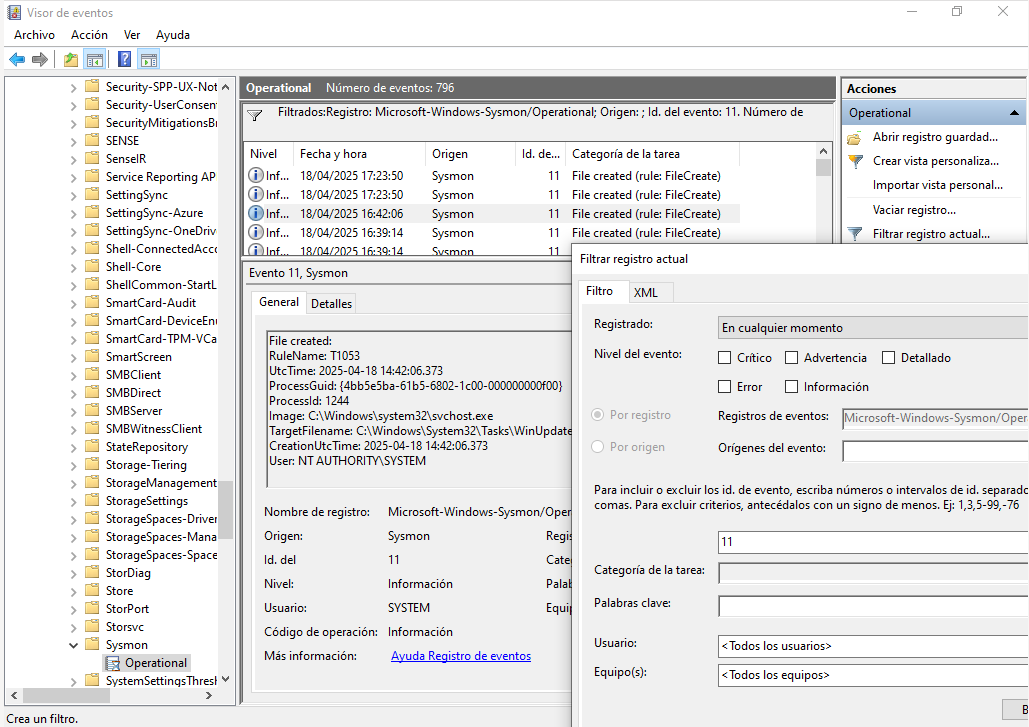 Visor de eventos
Archivo Acción Ver Ayuda
Security-SPP-UX-Not
Security-UserConsen
SecurityMitigationsBr
SENSE
SenseIR
Service Reporting AP
SettingSync
SettingSync-Azure
SettingSync-OneDriv
Shell-ConnectedAcco
Shell-Core
ShellCommon-StartL
SmartCard-Audit
SmartCard-DeviceEnu
SmartCard-TPM-VCa
SmartScreen
SMBClient
SMBDirect
SMBServer
SMBWitnessClient
StateRepository
Storage-Tiering
StorageManagement
StorageSettings
StorageSpaces-Driver
StorageSpaces-Mana
StorageSpaces-Space
StorDiag
Store
StorPort
Storsvc
Sysmon
Operational
SystemSettingsThresh
Crea un filtro.
Operational Número de eventos: 796
Filtrados:Registro: Microsoft-Windows-Sysmon/Operational; Origen: ; Id. del evento: 11. Número de
Nivel Fecha y hora Origen Id. de... Categoría de la tarea
Inf... 18/04/2025 17:23:50 Sysmon 11 File created (rule: FileCreate)
Inf... 18/04/2025 17:23:50 Sysmon 11 File created (rule: FileCreate)
Inf... 18/04/2025 16:42:06 Sysmon 11 File created (rule: FileCreate)
Inf... 18/04/2025 16:39:14 Sysmon 11 File created (rule: FileCreate)
Inf... 18/04/2025 16:39:14 Sysmon 11 File created (rule: FileCreate)
Evento 11, Sysmon
General Detalles
File created:
RuleName: T1053
UtcTime: 2025-04-18 14:42:06.373
ProcessGuid: {4bb5e5ba-61b5-6802-1c00-000000000f00}
ProcessId: 1244
Image: C:\Windows\system32\svchost.exe
TargetFilename: C:\Windows\System32\Tasks\WinUpdate
CreationUtcTime: 2025-04-18 14:42:06.373
User: NT AUTHORITY\SYSTEM
Nombre de registro: Microsoft-Windows-Sysmon/Oper
Origen: Sysmon Regis
Id. del 11 Cate
Nivel: Información Palab
Usuario: SYSTEM Equip
Código de operación: Información
Más información: Ayuda Registro de eventos
Acciones
Operational
Abrir registro guardad...
Crear vista personaliza...
Importar vista personal...
Vaciar registro...
Filtrar registro actual...
Filtrar registro actual
Filtro XML
Registrado: En cualquier momento
Nivel del evento: Crítico Advertencia Detallado
Error Información
Por registro Registros de eventos: Microsoft-Windows-Sysmon/Oper
Por origen Orígenes del evento:
Para incluir o excluir los id. de evento, escriba números o intervalos de id. separado
comas. Para excluir criterios, antecédalos con un signo de menos. Ej: 1,3,5-99,-76
11
Categoría de la tarea:
Palabras clave:
Usuario: <Todos los usuarios>
Equipo(s): <Todos los equipos>
B